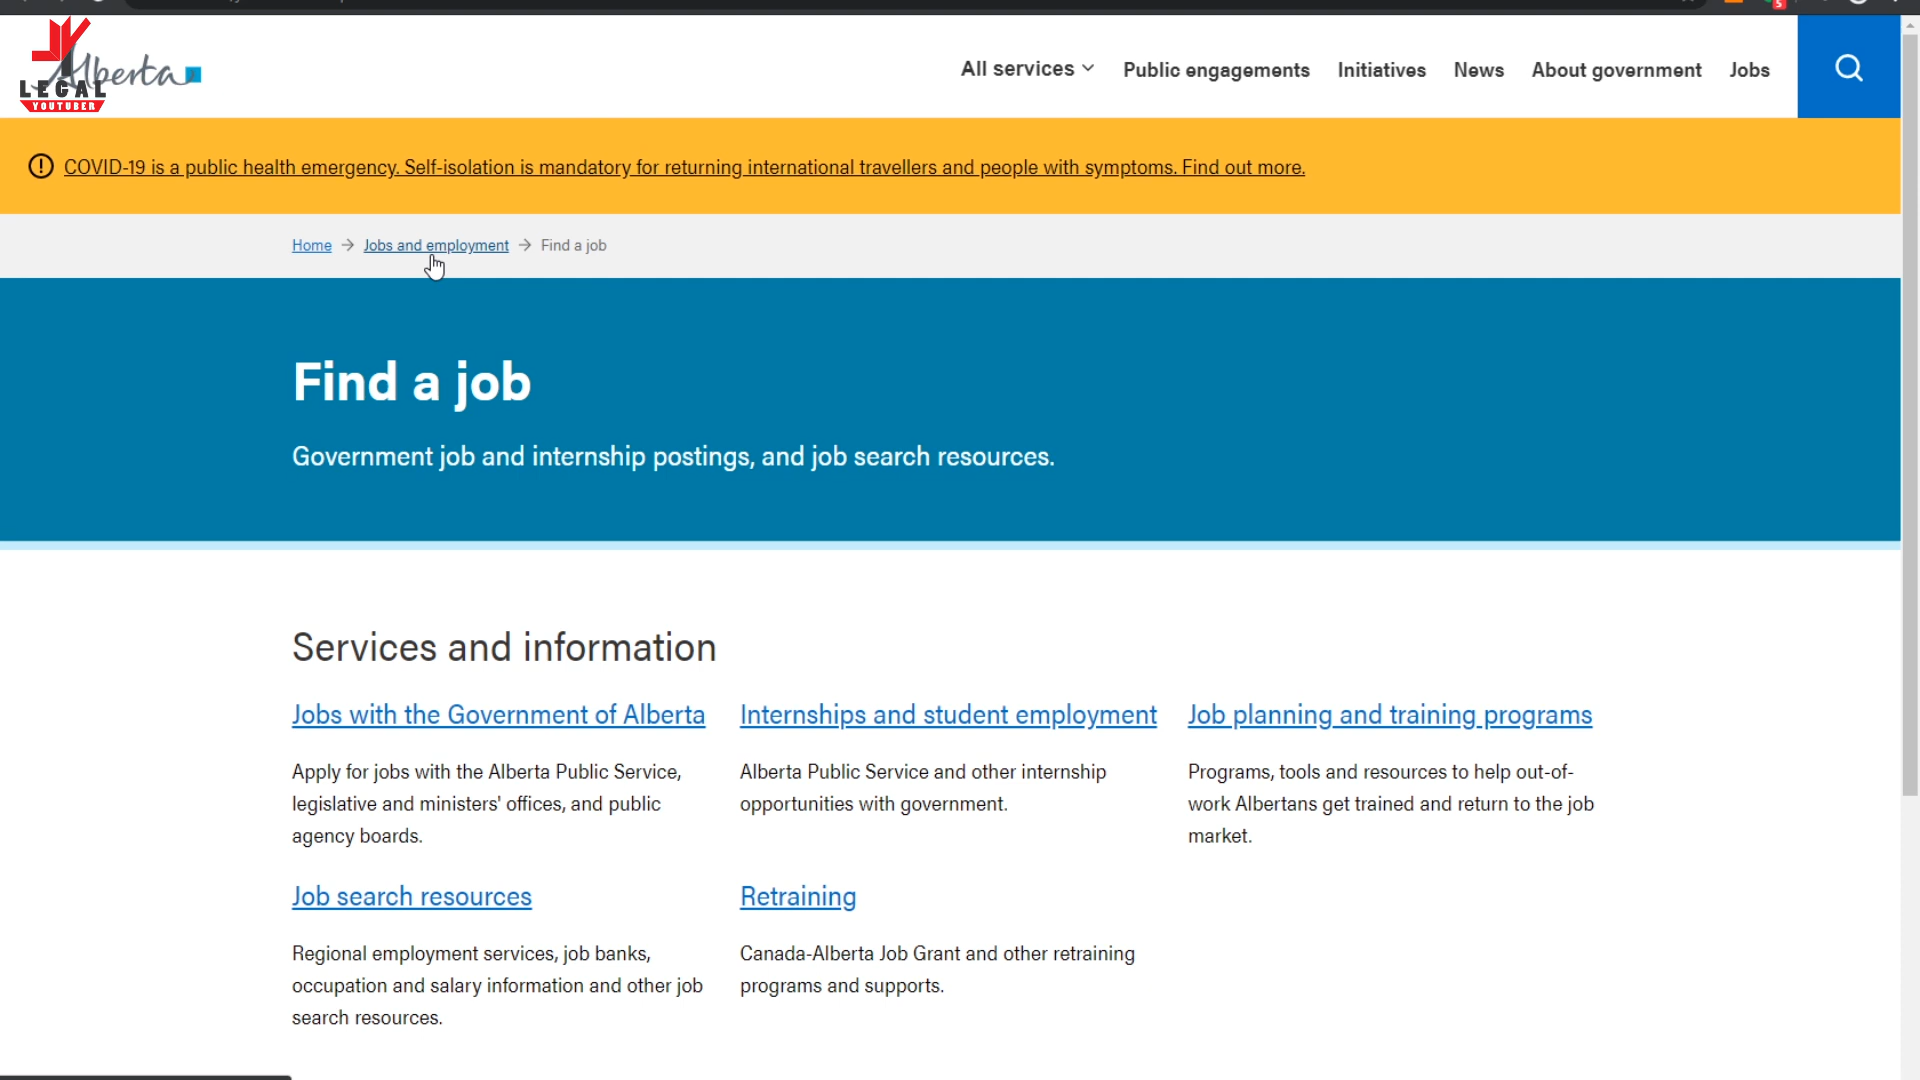 Alberta
LEGAL
YOUTUBER
All services
Public engagements
Initiatives
News
About government
Jobs
5
COVID-19 is a public health emergency. Self-isolation is mandatory for returning international travellers and people with symptoms. Find out more.
Home → Jobs and employment → Find a job
Find a job
Government job and internship postings, and job search resources.
Services and information
Jobs with the Government of Alberta
Apply for jobs with the Alberta Public Service,
legislative and ministers' offices, and public
agency boards.
Internships and student employment
Alberta Public Service and other internship
opportunities with government.
Job planning and training programs
Programs, tools and resources to help out-of-
work Albertans get trained and return to the job
market.
Job search resources
Regional employment services, job banks,
occupation and salary information and other job
search resources.
Retraining
Canada-Alberta Job Grant and other retraining
programs and supports.